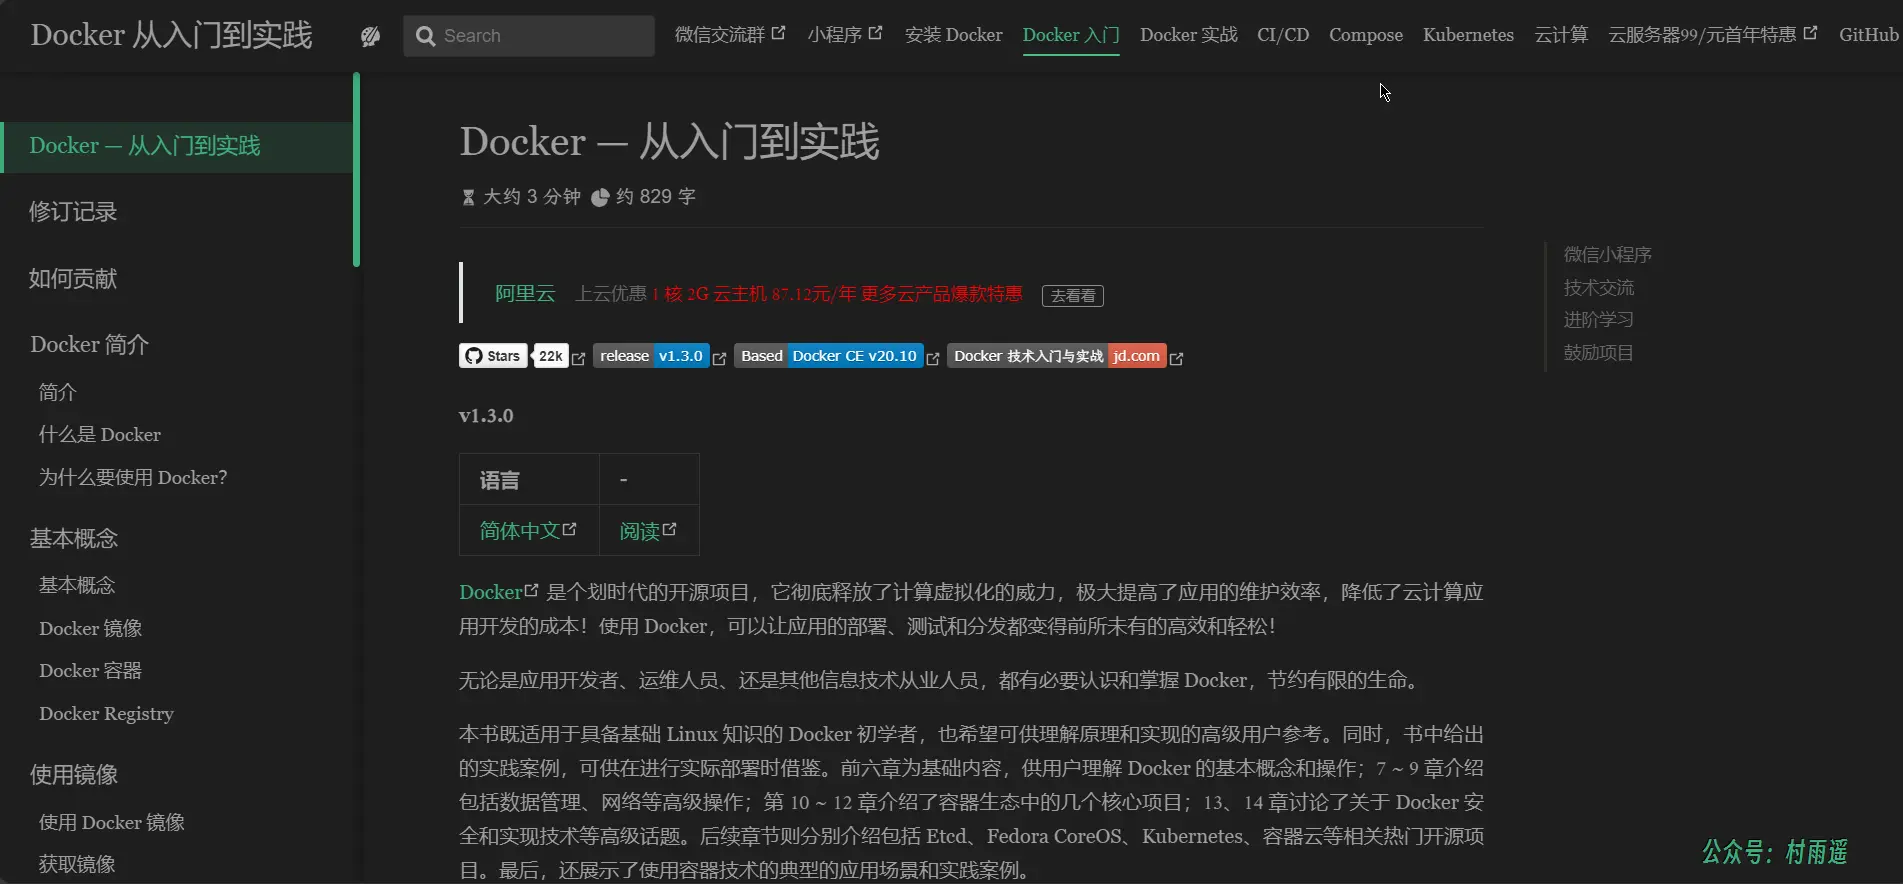 Docker 从入门到实践
Search
微信交流群 小程序 安装 Docker Docker 入门 Docker 实战 CI/CD Compose Kubernetes 云计算 云服务器99/元首年特惠 GitHub
Docker — 从入门到实践
修订记录
如何贡献
Docker 简介
简介
什么是 Docker
为什么要使用 Docker？
基本概念
基本概念
Docker 镜像
Docker 容器
Docker Registry
使用镜像
使用 Docker 镜像
获取镜像
Docker — 从入门到实践
大约 3 分钟 约 829 字
阿里云 上云优惠 1 核 2G 云主机 87.12元/年 更多云产品爆款特惠 去看看
Stars 22k release v1.3.0 Based Docker CE v20.10 Docker 技术入门与实战 jd.com
v1.3.0
语言 -
简体中文 阅读
Docker 是个划时代的开源项目，它彻底释放了计算虚拟化的威力，极大提高了应用的维护效率，降低了云计算应
用开发的成本！使用 Docker，可以让应用的部署、测试和分发都变得前所未有的高效和轻松！
无论是应用开发者、运维人员、还是其他信息技术从业人员，都有必要认识和掌握 Docker，节约有限的生命。
本书既适用于具备基础 Linux 知识的 Docker 初学者，也希望可供理解原理和实现的高级用户参考。同时，书中给出
的实践案例，可供在进行实际部署时借鉴。前六章为基础内容，供用户理解 Docker 的基本概念和操作；7 ~ 9 章介绍
包括数据管理、网络等高级操作；第 10 ~ 12 章介绍了容器生态中的几个核心项目；13、14 章讨论了关于 Docker 安
全和实现技术等高级话题。后续章节则分别介绍包括 Etcd、Fedora CoreOS、Kubernetes、容器云等相关热门开源项
目。最后，还展示了使用容器技术的典型的应用场景和实践案例。
微信小程序
技术交流
进阶学习
鼓励项目
公众号：村雨遥